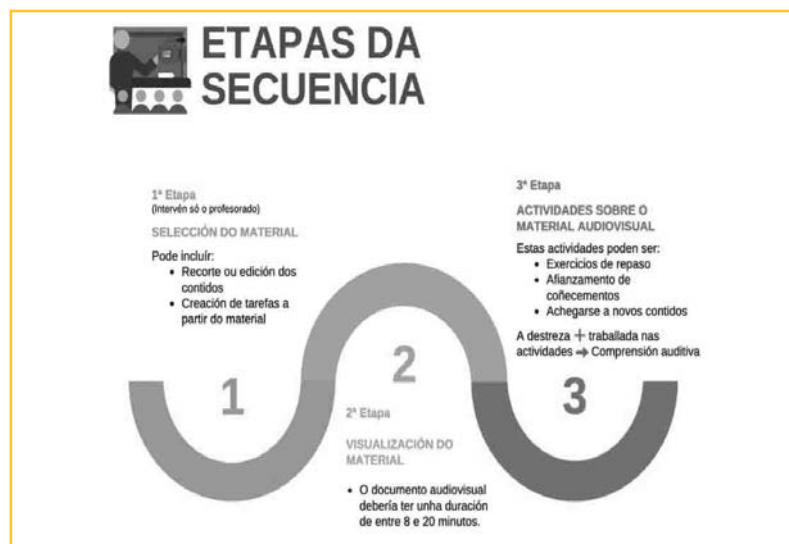 ETAPAS DA
SECUENCIA
1ª Etapa
(Intervén só o profesorado)
SELECCIÓN DO MATERIAL
Pode incluír:
• Recorte ou edición dos
contidos
• Creación de tarefas a
partir do material
1
2
2ª Etapa
VISUALIZACIÓN DO
MATERIAL
• O documento audiovisual
debería ter unha duración
de entre 8 e 20 minutos.
3ª Etapa
ACTIVIDADES SOBRE O
MATERIAL AUDIOVISUAL
Estas actividades poden ser:
• Exercicios de repaso
• Afianzamento de
coñecementos
• Achegarse a novos contidos
A destreza + traballada nas
actividades ➔ Comprensión auditiva
3